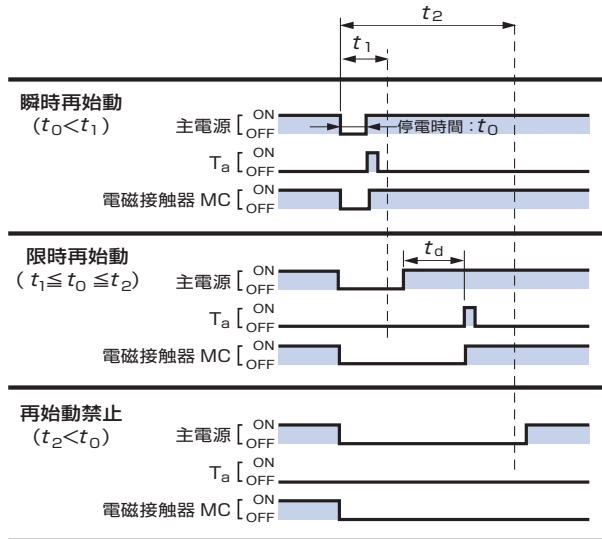 t2
t1
瞬時再始動
(t0<t1)
主電源 [ ON OFF
停電時間:t0
Ta [ ON OFF
電磁接触器 MC [ ON OFF
限時再始動
( t1≦ t0 ≦t2)
td
主電源 [ ON OFF
Ta [ ON OFF
電磁接触器 MC [ ON OFF
再始動禁止
(t2<t0)
主電源 [ ON OFF
Ta [ ON OFF
電磁接触器 MC [ ON OFF